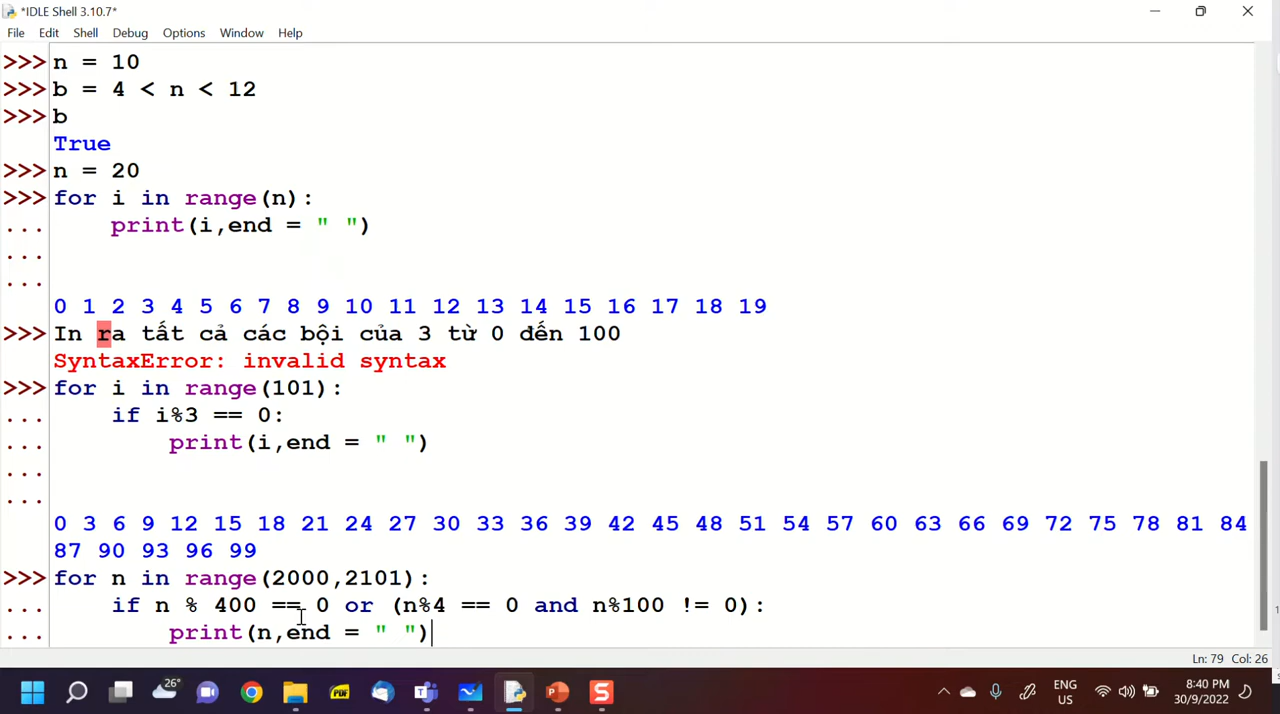 *IDLE Shell 3.10.7*
File Edit Shell Debug Options Window Help
>>> n = 10
>>> b = 4 < n < 12
>>> b
True
>>> n = 20
>>> for i in range(n):
...     print(i,end = " ")
...
...
0 1 2 3 4 5 6 7 8 9 10 11 12 13 14 15 16 17 18 19
>>> In ra tất cả các bội của 3 từ 0 đến 100
SyntaxError: invalid syntax
>>> for i in range(101):
...     if i%3 == 0:
...         print(i,end = " ")
...
...
0 3 6 9 12 15 18 21 24 27 30 33 36 39 42 45 48 51 54 57 60 63 66 69 72 75 78 81 84
87 90 93 96 99
>>> for n in range(2000,2101):
...     if n % 400 == 0 or (n%4 == 0 and n%100 != 0):
...         print(n,end = " ")
Ln: 79 Col: 26
26°
PDF
ENG
US
8:40 PM
30/9/2022